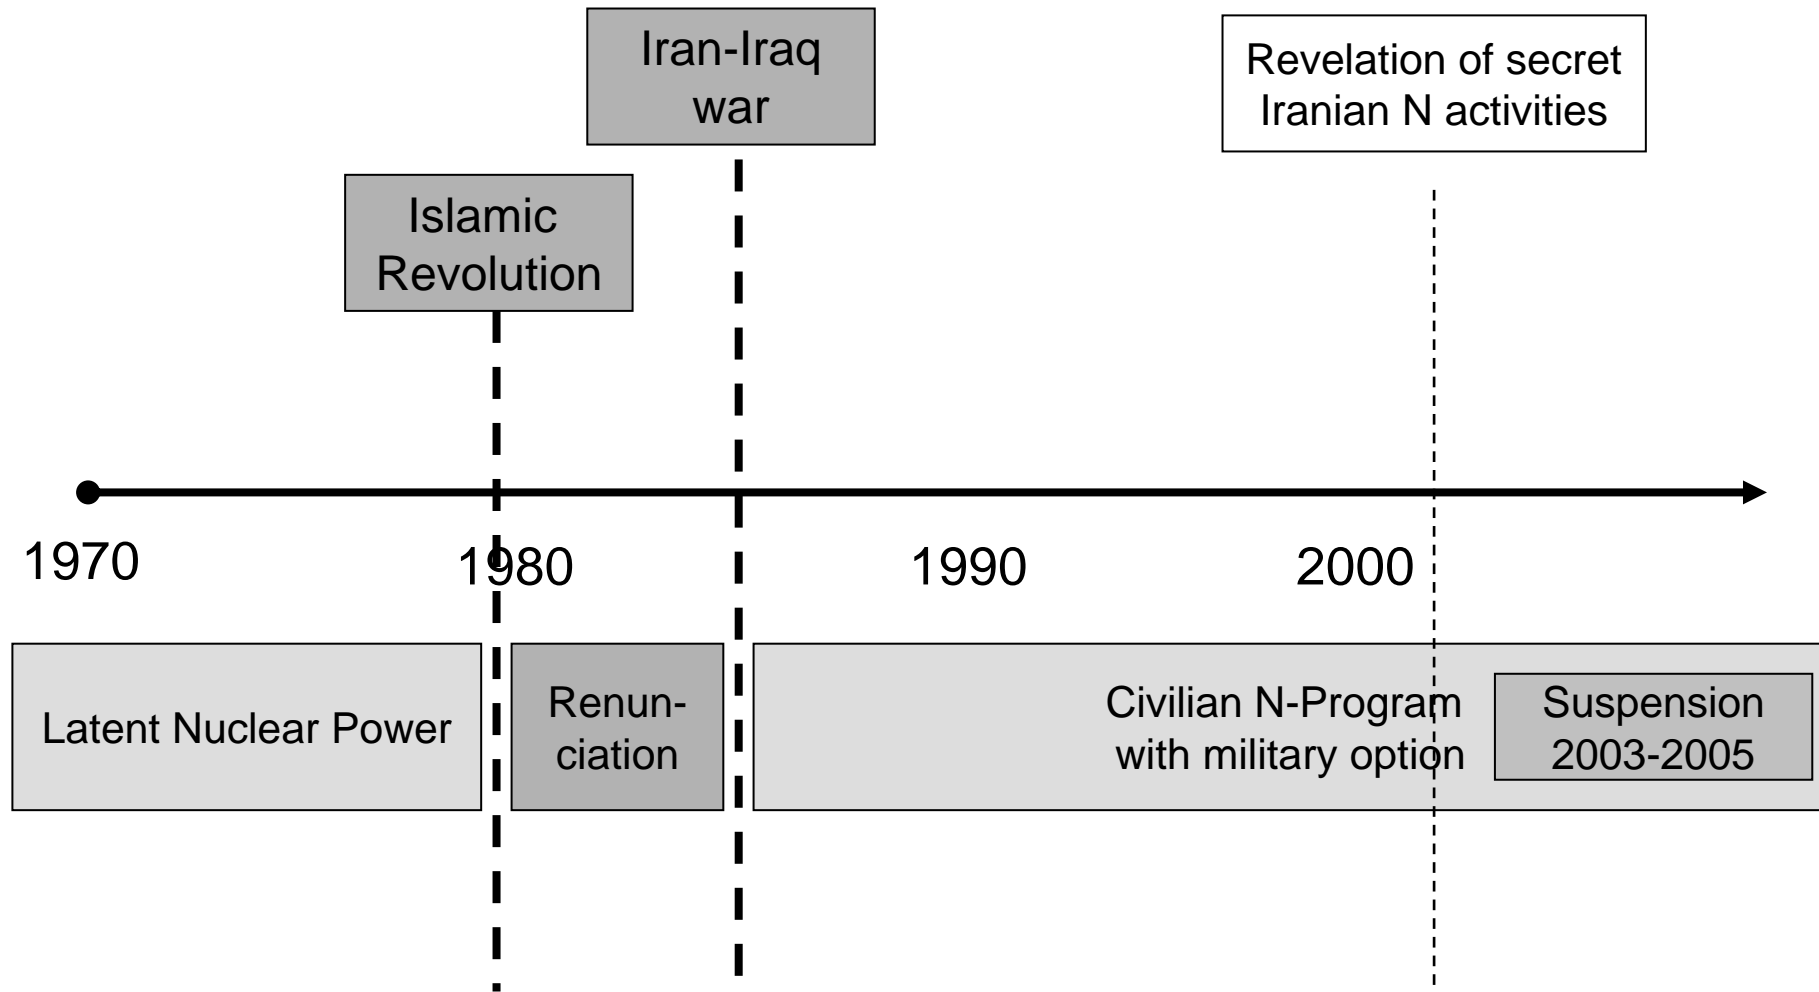 Iran-Iraq
war
Revelation of secret
Iranian N activities
Islamic
Revolution
1970
1980
1990
2000
Latent Nuclear Power
Renun-
ciation
Civilian N-Program
with military option
Suspension
2003-2005